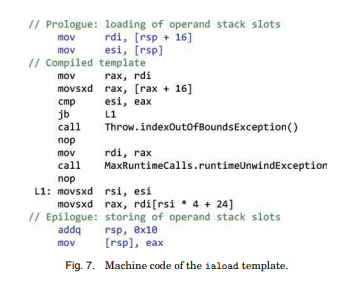 // Prologue: loading of operand stack slots
mov rdi, [rsp + 16]
mov esi, [rsp]
// Compiled template
mov rax, rdi
movsxd rax, [rax + 16]
cmp esi, eax
jb L1
call Throw.indexOutOfBoundsException()
nop
mov rdi, rax
call MaxRuntimeCalls.runtimeUnwindException
nop
L1: movsxd rsi, esi
movsxd rax, rdi[rsi * 4 + 24]
// Epilogue: storing of operand stack slots
addq rsp, 0x10
mov [rsp], eax
Fig. 7. Machine code of the iaload template.